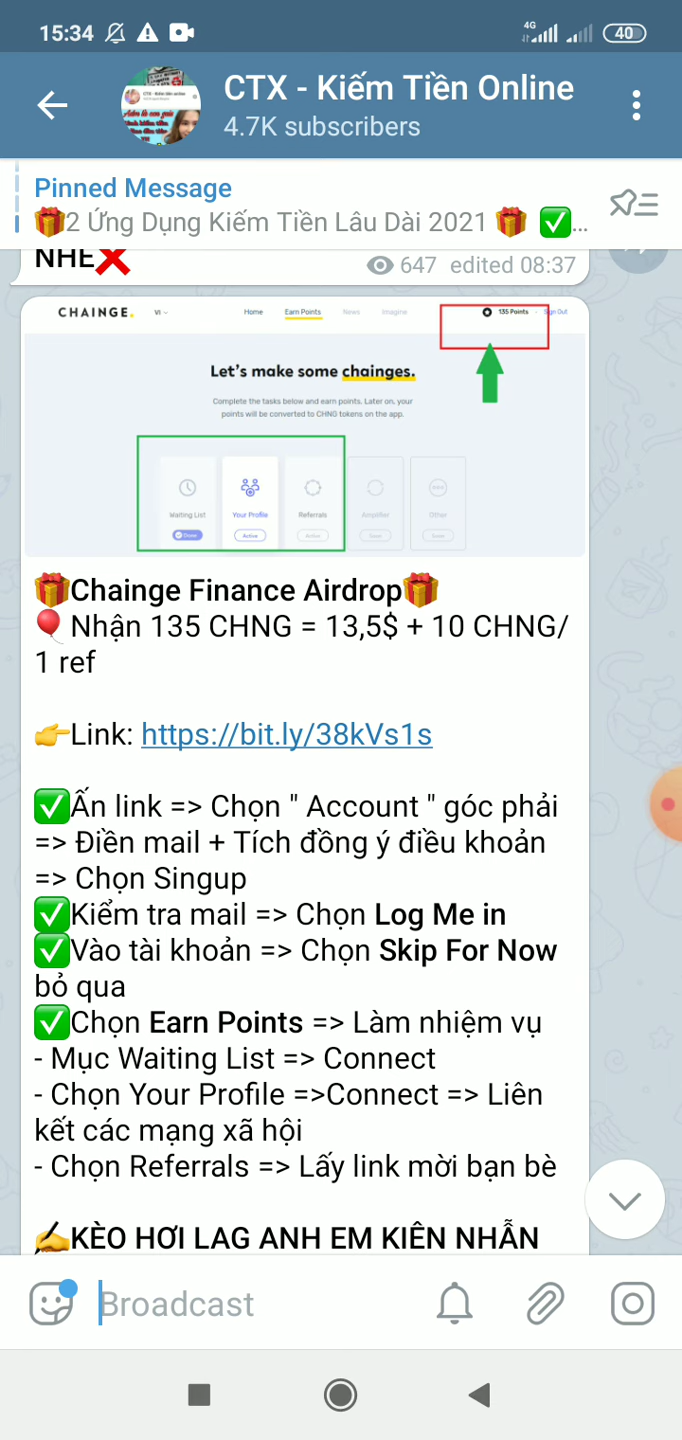 15:34
4G
40
CTX - Kiếm Tiền Online
4.7K subscribers
Pinned Message
🎁2 Ứng Dụng Kiếm Tiền Lâu Dài 2021 🎁 ✅...
NHÉ❌
647 edited 08:37
CHAINGE. VI Home Earn Points News Imagine 135 Points Sign Out
Let's make some chainges.
Complete the tasks below and earn points. Later on, your
points will be converted to CHNG tokens on the app.
Waiting List Your Profile Referrals Amplifier Other
Done Active Active
🎁Chainge Finance Airdrop🎁
🎈Nhận 135 CHNG = 13,5$ + 10 CHNG/
1 ref
👉Link: https://bit.ly/38kVs1s
✅Ấn link => Chọn " Account " góc phải
=> Điền mail + Tích đồng ý điều khoản
=> Chọn Singup
✅Kiểm tra mail => Chọn Log Me in
✅Vào tài khoản => Chọn Skip For Now
bỏ qua
✅Chọn Earn Points => Làm nhiệm vụ
- Mục Waiting List => Connect
- Chọn Your Profile =>Connect => Liên
kết các mạng xã hội
- Chọn Referrals => Lấy link mời bạn bè
✍️KÈO HƠI LAG ANH EM KIÊN NHẪN
Broadcast